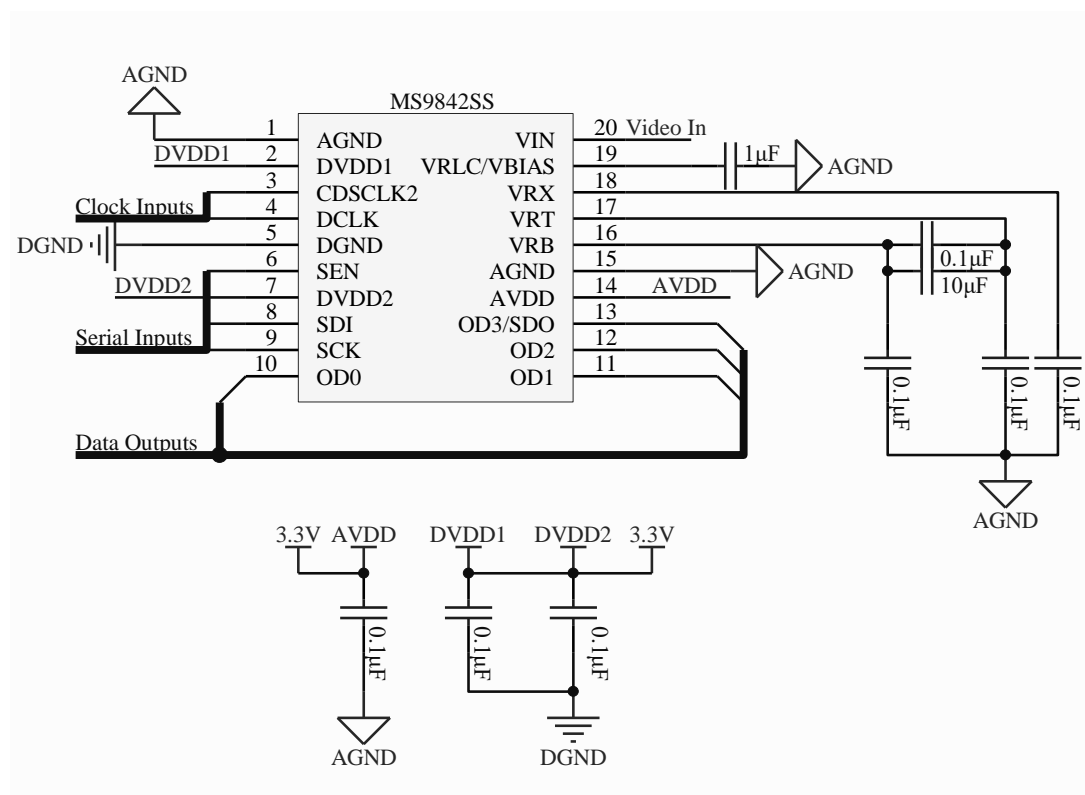 AGND
MS9842SS
1 AGND VIN 20 Video In
DVDD1 2 DVDD1 VRLC/VBIAS 19 1µF AGND
3 CDSCLK2 VRX 18
Clock Inputs 4 DCLK VRT 17
DGND 5 DGND VRB 16 0.1µF
6 SEN AGND 15 AGND 10µF
DVDD2 7 DVDD2 AVDD 14 AVDD
8 SDI OD3/SDO 13
Serial Inputs 9 SCK OD2 12
10 OD0 OD1 11
0.1µF 0.1µF 0.1µF
Data Outputs
AGND
3.3V AVDD DVDD1 DVDD2 3.3V
0.1µF 0.1µF 0.1µF
AGND DGND